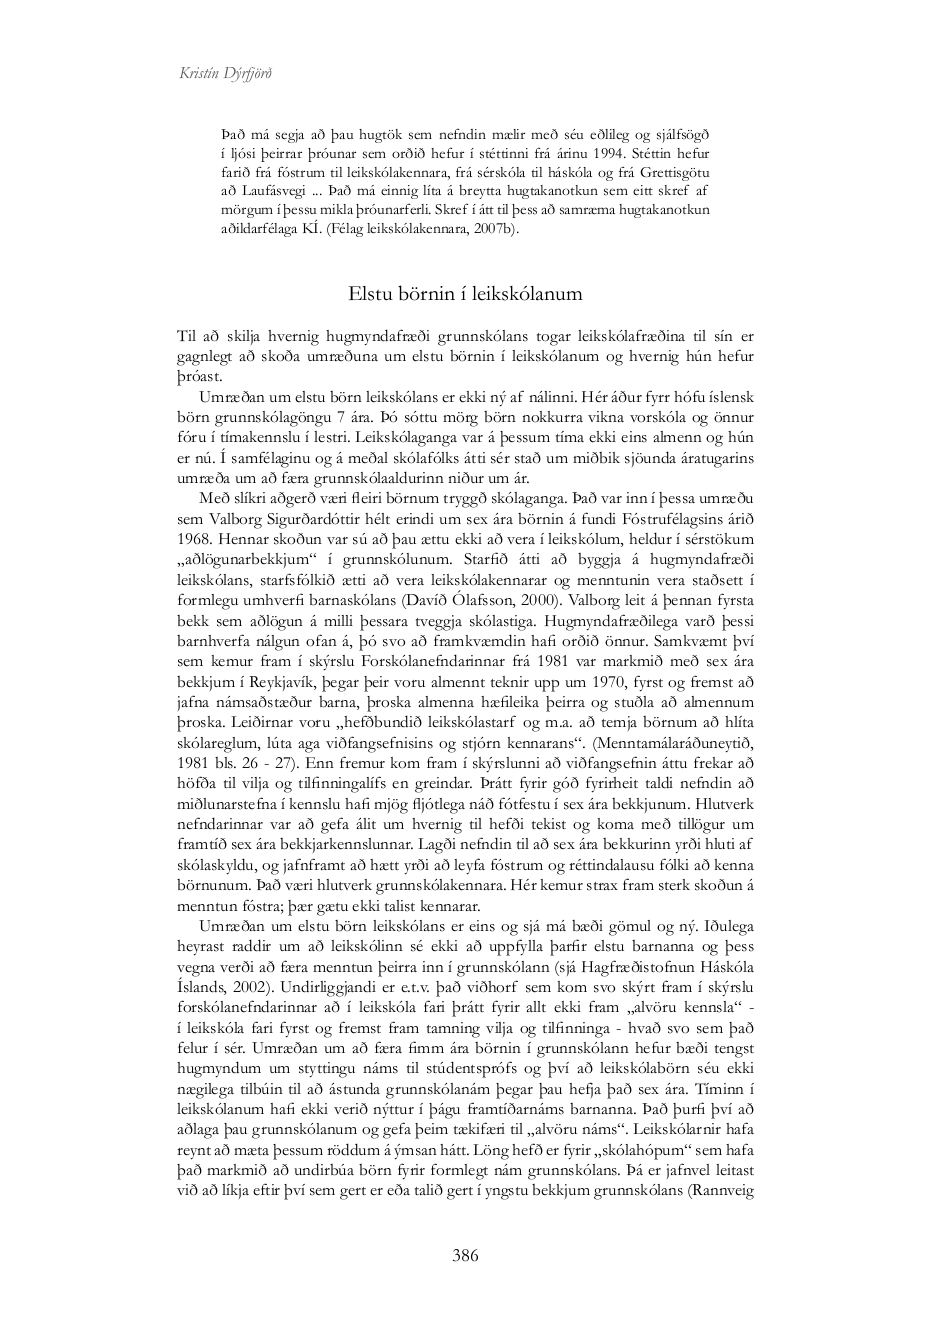 Kristín Dýrfjörð
Það má segja að þau hugtök sem nefndin mælir með séu eðlileg og sjálfsögð
í ljósi þeirrar þróunar sem orðið hefur í stéttinni frá árinu 1994. Stéttin hefur
farið frá fóstrum til leikskólakennara, frá sérskóla til háskóla og frá Grettisgötu
að Laufásvegi ... Það má einnig líta á breytta hugtakanotkun sem eitt skref af
mörgum í þessu mikla þróunarferli. Skref í átt til þess að samræma hugtakanotkun
aðildarfélaga KÍ. (Félag leikskólakennara, 2007b).
Elstu börnin í leikskólanum
Til að skilja hvernig hugmyndafræði grunnskólans togar leikskólafræðina til sín er
gagnlegt að skoða umræðuna um elstu börnin í leikskólanum og hvernig hún hefur
þróast.
Umræðan um elstu börn leikskólans er ekki ný af nálinni. Hér áður fyrr hófu íslensk
börn grunnskólagöngu 7 ára. Þó sóttu mörg börn nokkurra vikna vorskóla og önnur
fóru í tímakennslu í lestri. Leikskólaganga var á þessum tíma ekki eins almenn og hún
er nú. Í samfélaginu og á meðal skólafólks átti sér stað um miðbik sjöunda áratugarins
umræða um að færa grunnskólaaldurinn niður um ár.
Með slíkri aðgerð væri fleiri börnum tryggð skólaganga. Það var inn í þessa umræðu
sem Valborg Sigurðardóttir hélt erindi um sex ára börnin á fundi Fóstrufélagsins árið
1968. Hennar skoðun var sú að þau ættu ekki að vera í leikskólum, heldur í sérstökum
„aðlögunarbekkjum“ í grunnskólunum. Starfið átti að byggja á hugmyndafræði
leikskólans, starfsfólkið ætti að vera leikskólakennarar og menntunin vera staðsett í
formlegu umhverfi barnaskólans (Davíð Ólafsson, 2000). Valborg leit á þennan fyrsta
bekk sem aðlögun á milli þessara tveggja skólastiga. Hugmyndafræðilega varð þessi
barnhverfa nálgun ofan á, þó svo að framkvæmdin hafi orðið önnur. Samkvæmt því
sem kemur fram í skýrslu Forskólanefndarinnar frá 1981 var markmið með sex ára
bekkjum í Reykjavík, þegar þeir voru almennt teknir upp um 1970, fyrst og fremst að
jafna námsaðstæður barna, þroska almenna hæfileika þeirra og stuðla að almennum
þroska. Leiðirnar voru „hefðbundið leikskólastarf og m.a. að temja börnum að hlíta
skólareglum, lúta aga viðfangsefnisins og stjórn kennarans“. (Menntamálaráðuneytið,
1981 bls. 26 - 27). Enn fremur kom fram í skýrslunni að viðfangsefnin áttu frekar að
höfða til vilja og tilfinningalífs en greindar. Þrátt fyrir góð fyrirheit taldi nefndin að
miðlunarstefna í kennslu hafi mjög fljótlega náð fótfestu í sex ára bekkjunum. Hlutverk
nefndarinnar var að gefa álit um hvernig til hefði tekist og koma með tillögur um
framtíð sex ára bekkjarkennslunnar. Lagði nefndin til að sex ára bekkurinn yrði hluti af
skólaskyldu, og jafnframt að hætt yrði að leyfa fóstrum og réttindalausu fólki að kenna
börnunum. Það væri hlutverk grunnskólakennara. Hér kemur strax fram sterk skoðun á
menntun fóstra; þær gætu ekki talist kennarar.
Umræðan um elstu börn leikskólans er eins og sjá má bæði gömul og ný. Iðulega
heyrast raddir um að leikskólinn sé ekki að uppfylla þarfir elstu barnanna og þess
vegna verði að færa menntun þeirra inn í grunnskólann (sjá Hagfræðistofnun Háskóla
Íslands, 2002). Undirliggjandi er e.t.v. það viðhorf sem kom svo skýrt fram í skýrslu
forskólanefndarinnar að í leikskóla fari þrátt fyrir allt ekki fram „alvöru kennsla“ -
í leikskóla fari fyrst og fremst fram tamning vilja og tilfinninga - hvað svo sem það
felur í sér. Umræðan um að færa fimm ára börnin í grunnskólann hefur bæði tengst
hugmyndum um styttingu náms til stúdentsprófs og því að leikskólabörn séu ekki
nægilega tilbúin til að ástunda grunnskólanám þegar þau hefja það sex ára. Tíminn í
leikskólanum hafi ekki verið nýttur í þágu framtíðarnáms barnanna. Það þurfi því að
aðlaga þau grunnskólanum og gefa þeim tækifæri til „alvöru náms“. Leikskólarnir hafa
reynt að mæta þessum röddum á ýmsan hátt. Löng hefð er fyrir „skólahópum“ sem hafa
það markmið að undirbúa börn fyrir formlegt nám grunnskólans. Þá er jafnvel leitast
við að líkja eftir því sem gert er eða talið gert í yngstu bekkjum grunnskólans (Rannveig
386